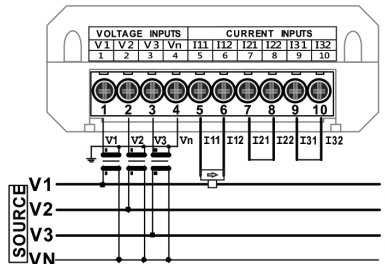 VOLTAGE INPUTS CURRENT INPUTS
V1 V2 V3 Vn I11 I12 I21 I22 I31 I32
1 2 3 4 5 6 7 8 9 10
1 2 3 4 5 6 7 8 9 10
V1 V2 V3 Vn I11 I12 I21 I22 I31 I32
SOURCE
V1
V2
V3
VN